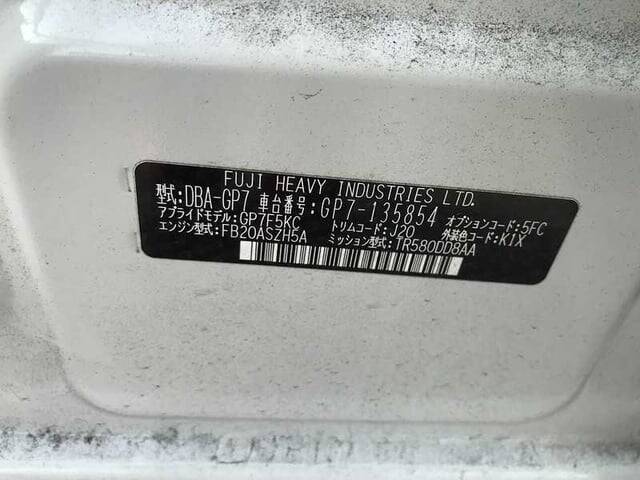 FUJI HEAVY INDUSTRIES LTD.
型式:DBA-GP7 車台番号:GP7-135854 オプションコード:5FC
アプライドモデル:GP7E5KC トリムコード:J20 外装色コード:K1X
エンジン型式:FB20ASZH5A ミッション型式:TR580DD8AA